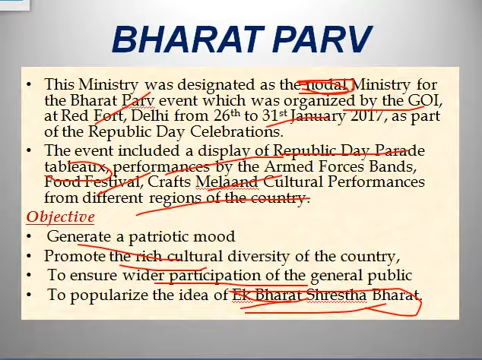 BHARAT PARV
• This Ministry was designated as the nodal Ministry for
the Bharat Parv event which was organized by the GOI,
at Red Fort, Delhi from 26th to 31st January 2017, as part
of the Republic Day Celebrations.
• The event included a display of Republic Day Parade
tableaux, performances by the Armed Forces Bands,
Food Festival, Crafts Melaand Cultural Performances
from different regions of the country.
Objective
• Generate a patriotic mood
• Promote the rich cultural diversity of the country,
• To ensure wider participation of the general public
• To popularize the idea of Ek Bharat Shrestha Bharat.